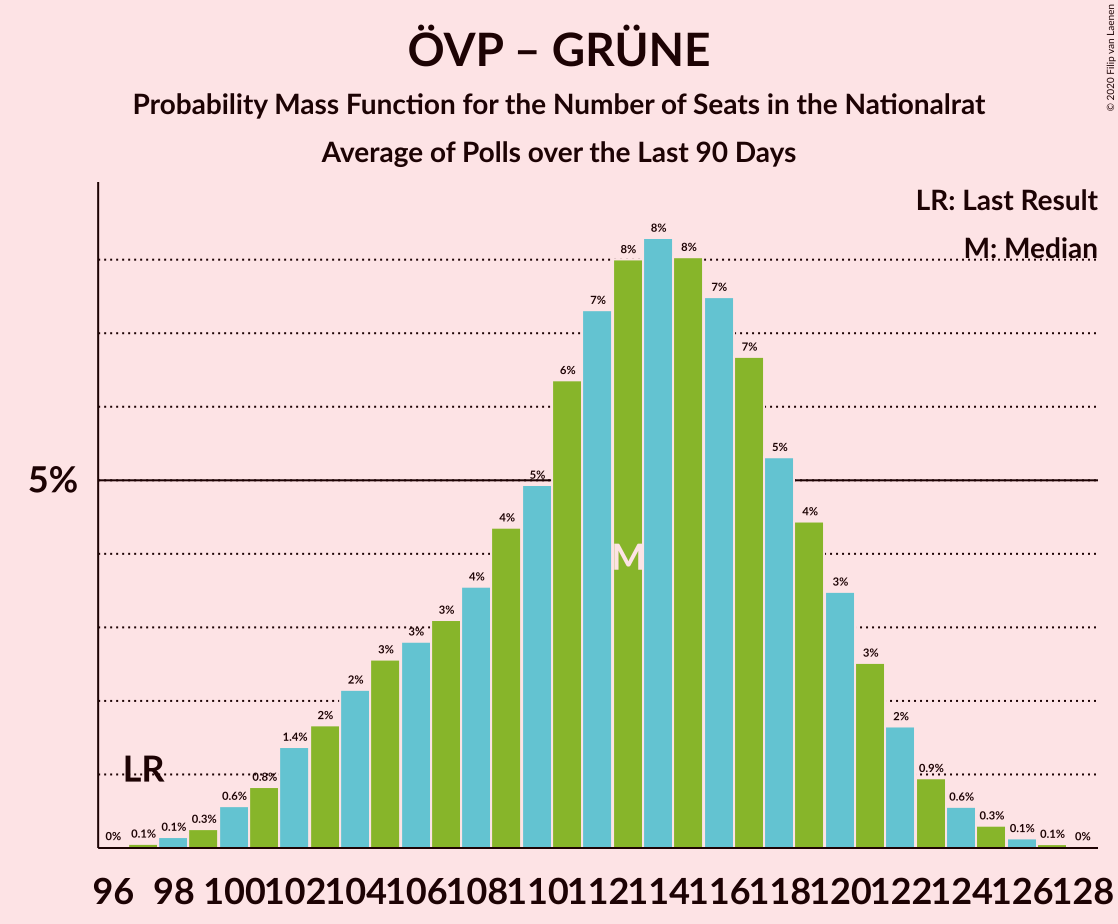 ÖVP – GRÜNE
Probability Mass Function for the Number of Seats in the Nationalrat
Average of Polls over the Last 90 Days
© 2020 Filip van Laenen
LR: Last Result
M: Median
5%
0% 0.1% 0.1% 0.3% 0.6% 0.8% 1.4% 2% 2% 3% 3% 3% 4% 4% 5% 6% 7% 8% 8% 8% 7% 7% 5% 4% 3% 3% 2% 0.9% 0.6% 0.3% 0.1% 0.1% 0%
M
LR
96 98 100 102 104 106 108 110 112 114 116 118 120 122 124 126 128